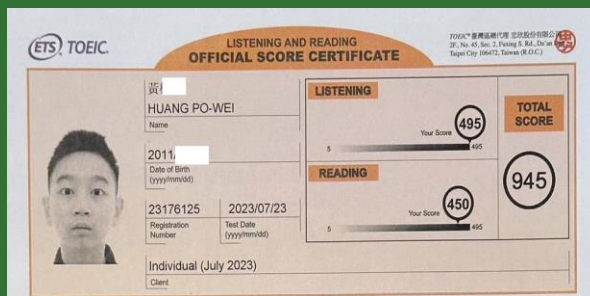 ETS TOEIC.
LISTENING AND READING
OFFICIAL SCORE CERTIFICATE
TOEIC® 臺灣區總代理 忠欣股份有限公司
2F., No. 45, Sec. 2, Fuxing S. Rd., Da'an
Taipei City 106472, Taiwan (R.O.C.)
黃
HUANG PO-WEI
Name
2011/
Date of Birth
(yyyy/mm/dd)
23176125
2023/07/23
Registration
Number
Test Date
(yyyy/mm/dd)
Individual (July 2023)
Client
LISTENING
Your Score
495
5
495
READING
Your Score
450
5
495
TOTAL
SCORE
945